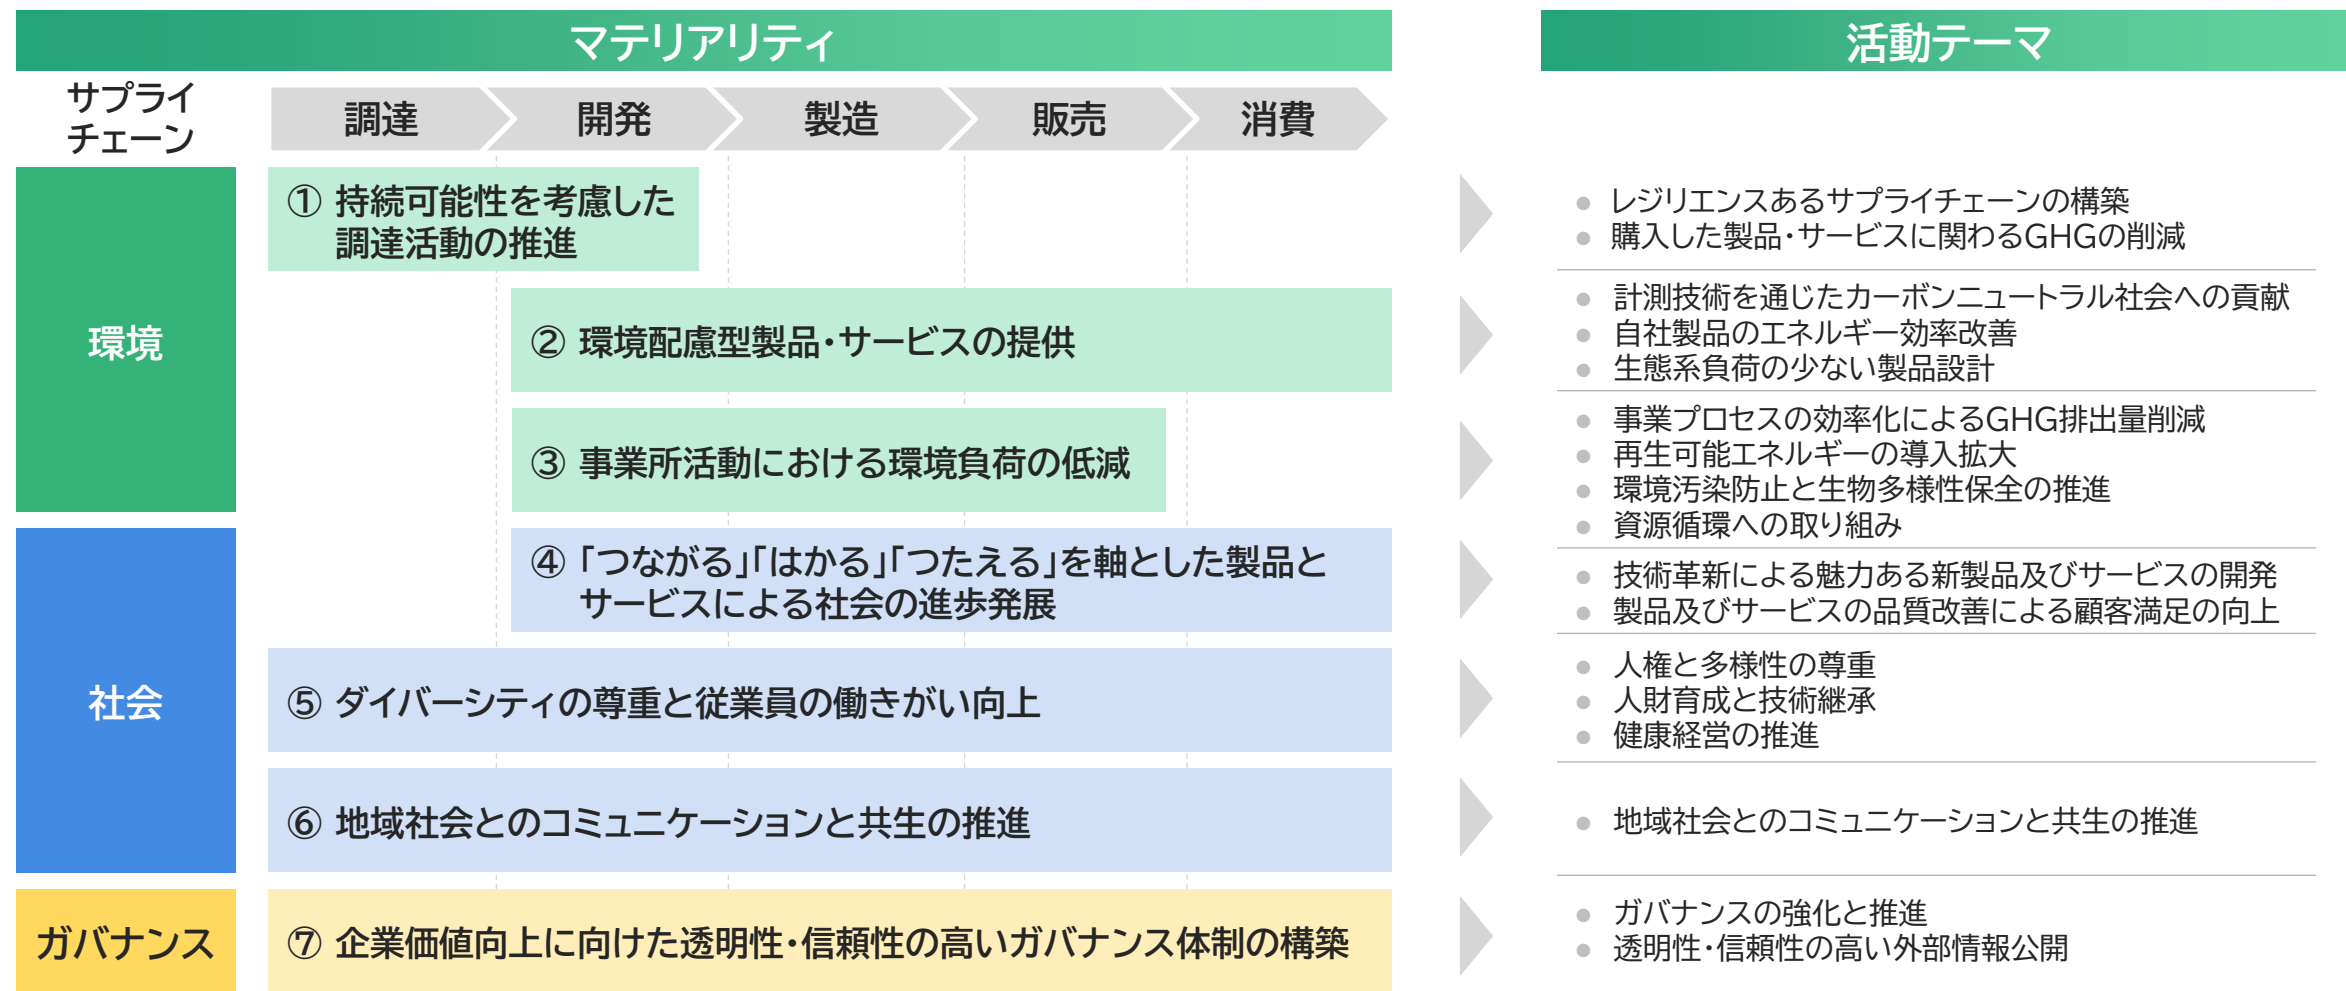 マテリアリティ
活動テーマ
サプライ
チェーン
調達
開発
製造
販売
消費
環境
① 持続可能性を考慮した
調達活動の推進
● レジリエンスあるサプライチェーンの構築
● 購入した製品・サービスに関わるGHGの削減
② 環境配慮型製品・サービスの提供
● 計測技術を通じたカーボンニュートラル社会への貢献
● 自社製品のエネルギー効率改善
● 生態系負荷の少ない製品設計
③ 事業所活動における環境負荷の低減
● 事業プロセスの効率化によるGHG排出量削減
● 再生可能エネルギーの導入拡大
● 環境汚染防止と生物多様性保全の推進
● 資源循環への取り組み
社会
④ 「つながる」「はかる」「つたえる」を軸とした製品と
サービスによる社会の進歩発展
● 技術革新による魅力ある新製品及びサービスの開発
● 製品及びサービスの品質改善による顧客満足の向上
⑤ ダイバーシティの尊重と従業員の働きがい向上
● 人権と多様性の尊重
● 人財育成と技術継承
● 健康経営の推進
⑥ 地域社会とのコミュニケーションと共生の推進
● 地域社会とのコミュニケーションと共生の推進
ガバナンス
⑦ 企業価値向上に向けた透明性・信頼性の高いガバナンス体制の構築
● ガバナンスの強化と推進
● 透明性・信頼性の高い外部情報公開